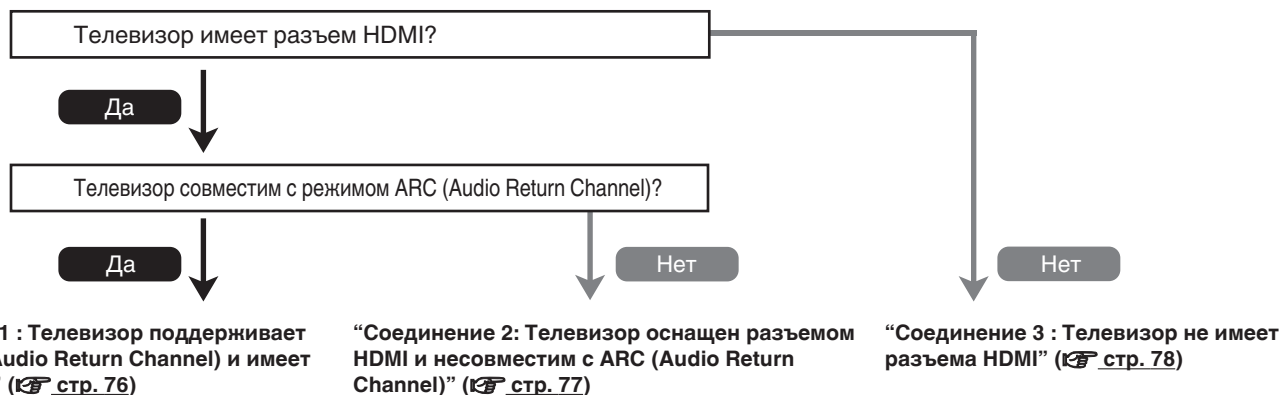 Телевизор имеет разъем HDMI?
Да
Телевизор совместим с режимом ARC (Audio Return Channel)?
Да
Нет
Нет
1 : Телевизор поддерживает
Audio Return Channel) и имеет
” (стр. 76)
“Соединение 2: Телевизор оснащен разъемом
HDMI и несовместим с ARC (Audio Return
Channel)” (стр. 77)
“Соединение 3 : Телевизор не имеет
разъема HDMI” (стр. 78)